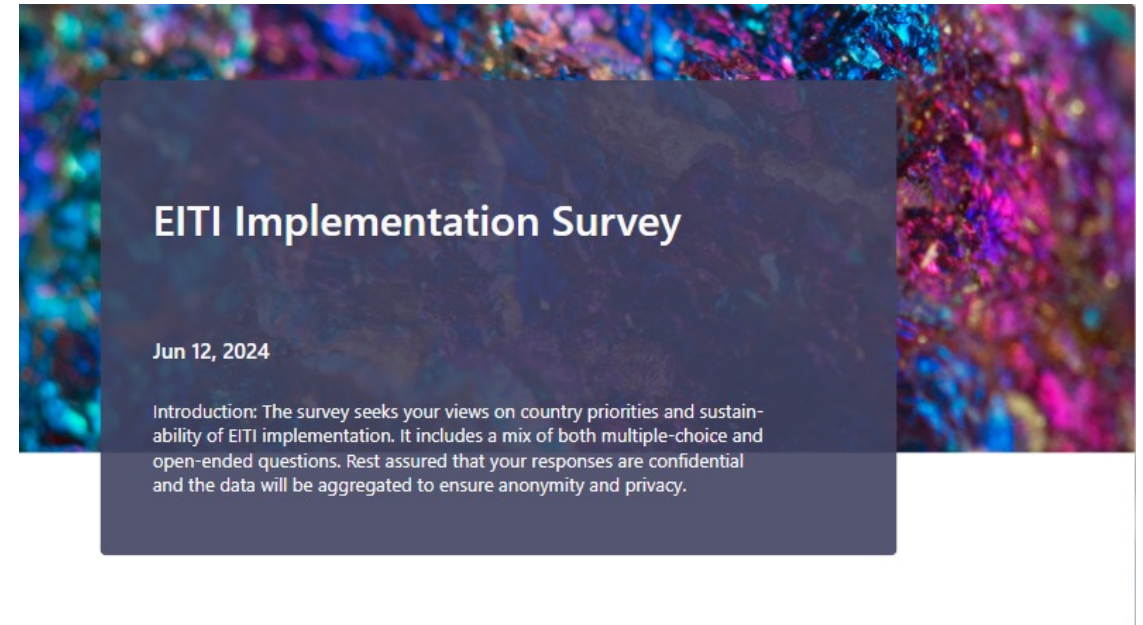 EITI Implementation Survey
Jun 12, 2024
Introduction: The survey seeks your views on country priorities and sustain-
ability of EITI implementation. It includes a mix of both multiple-choice and
open-ended questions. Rest assured that your responses are confidential
and the data will be aggregated to ensure anonymity and privacy.